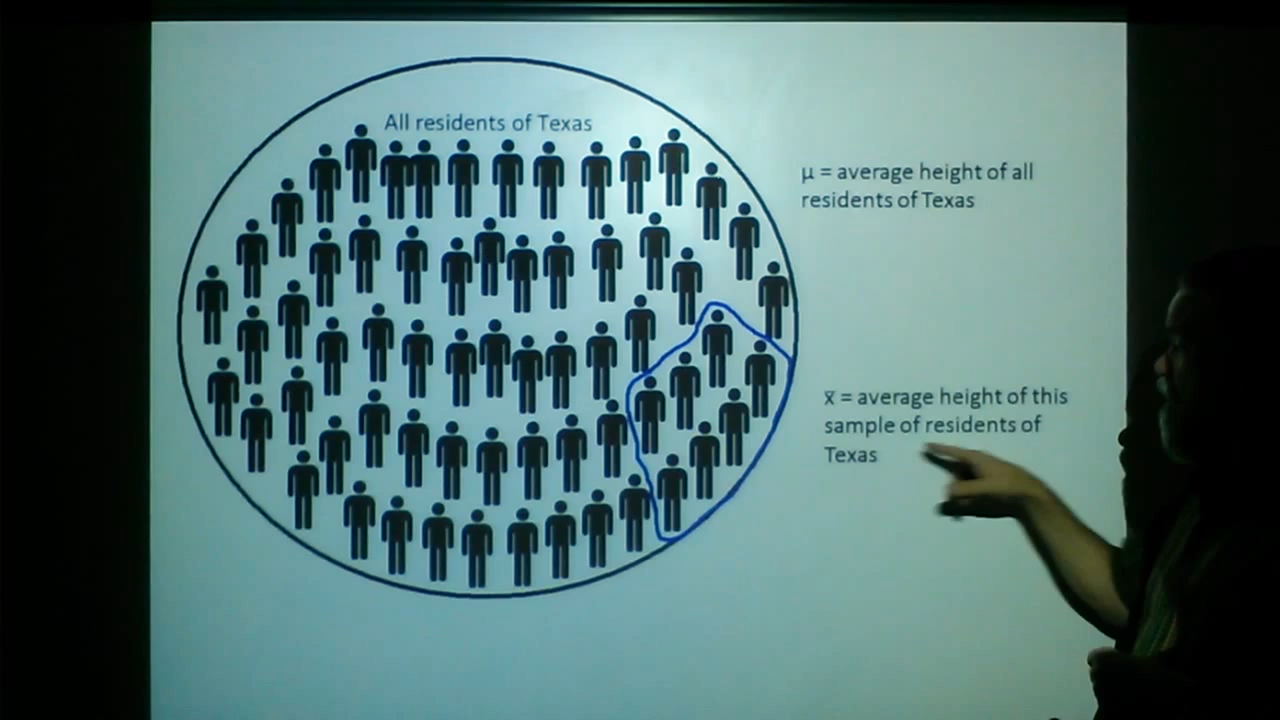 All residents of Texas
μ = average height of all
residents of Texas
x̅ = average height of this
sample of residents of
Texas